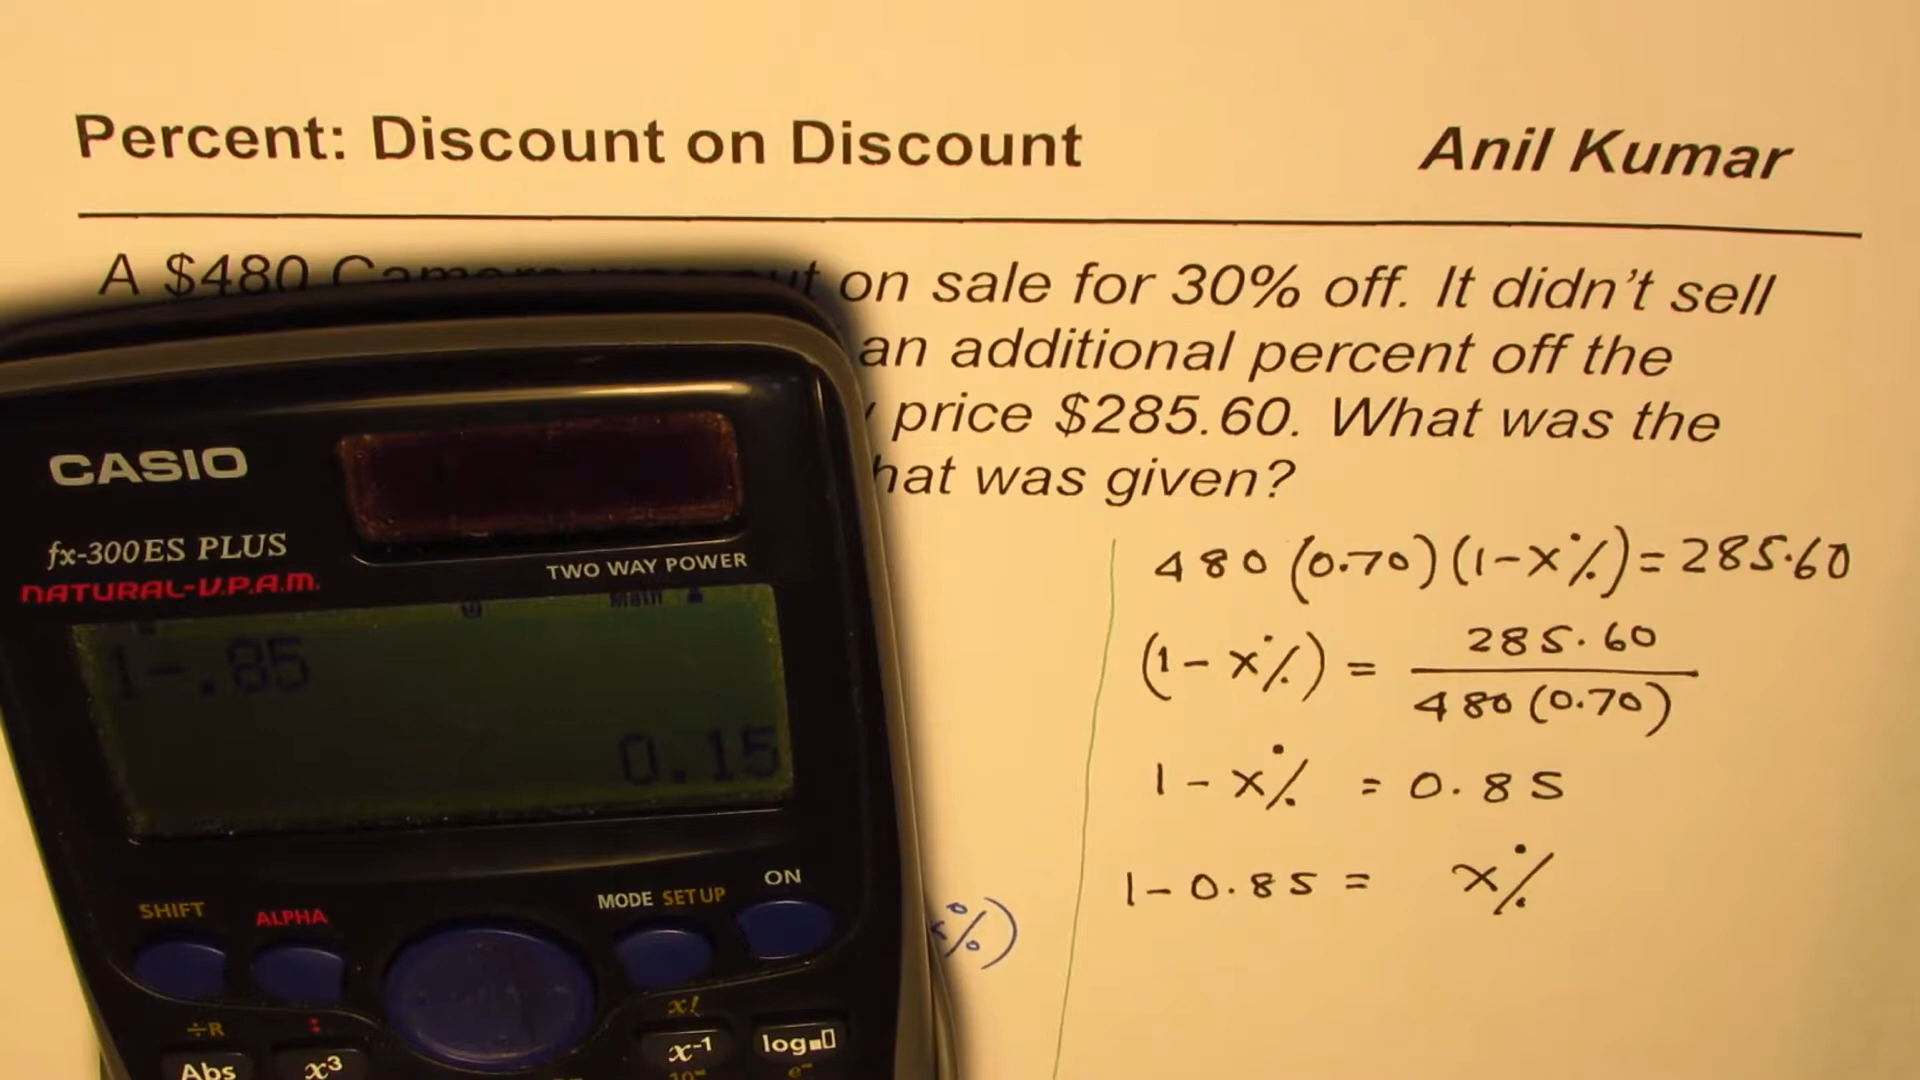 Percent: Discount on Discount
Anil Kumar
A $480 Camera on sale for 30% off. It didn't sell
an additional percent off the
price $285.60. What was the
was given?
CASIO
fx-300ES PLUS
NATURAL-V.P.A.M.
TWO WAY POWER
Math
1-.85
0.15
SHIFT
ALPHA
MODE SETUP
ON
÷R
:
x!
Abs
x³
x⁻¹
log
480 (0.70) (1-x%) = 285.60
(1-x%) = 285.60 / 480(0.70)
1-x% = 0.85
1-0.85 = x%
%)